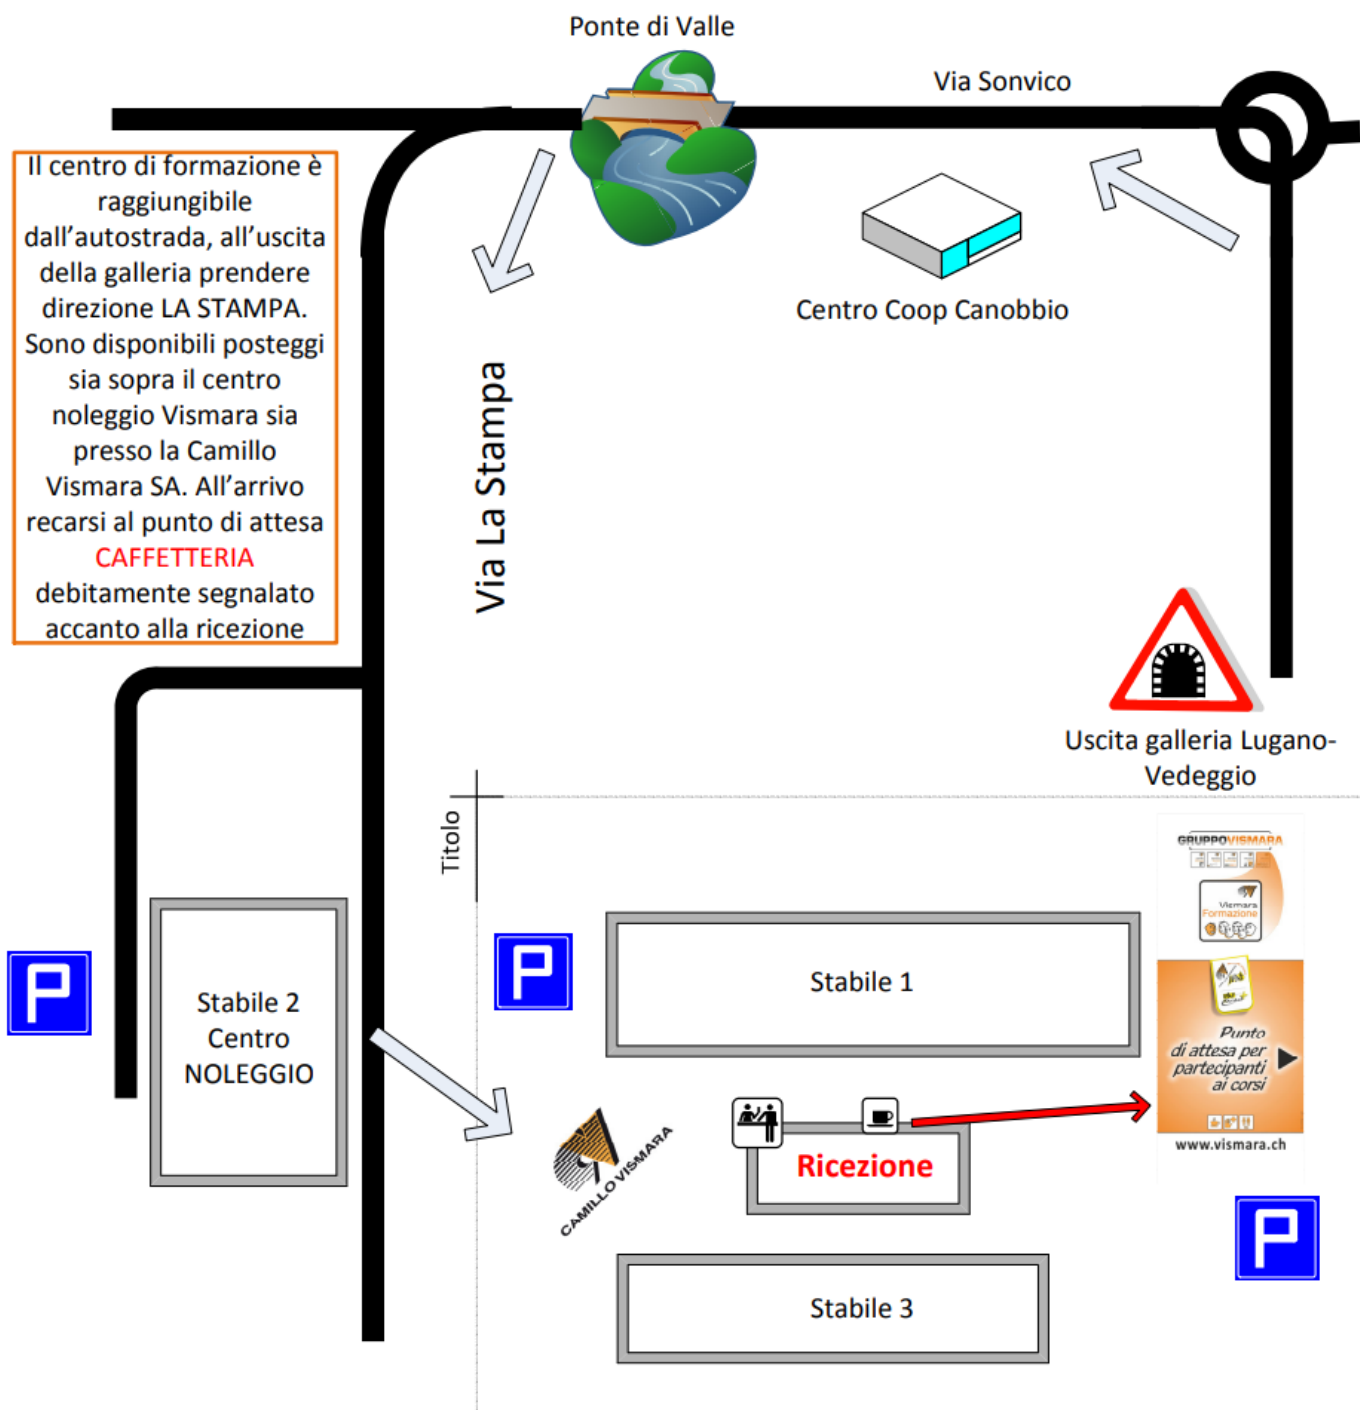 Ponte di Valle
Via Sonvico
Il centro di formazione è
raggiungibile
dall'autostrada, all'uscita
della galleria prendere
direzione LA STAMPA.
Sono disponibili posteggi
sia sopra il centro
noleggio Vismara sia
presso la Camillo
Vismara SA. All'arrivo
recarsi al punto di attesa
CAFFETTERIA
debitamente segnalato
accanto alla ricezione
Centro Coop Canobbio
Via La Stampa
Uscita galleria Lugano-
Vedeggio
Titolo
GRUPPOVISMARA
Vismara
Formazione
P
P
Stabile 1
Stabile 2
Centro
NOLEGGIO
Punto
di attesa per
partecipanti
ai corsi
www.vismara.ch
CAMILLO VISMARA
Ricezione
P
Stabile 3